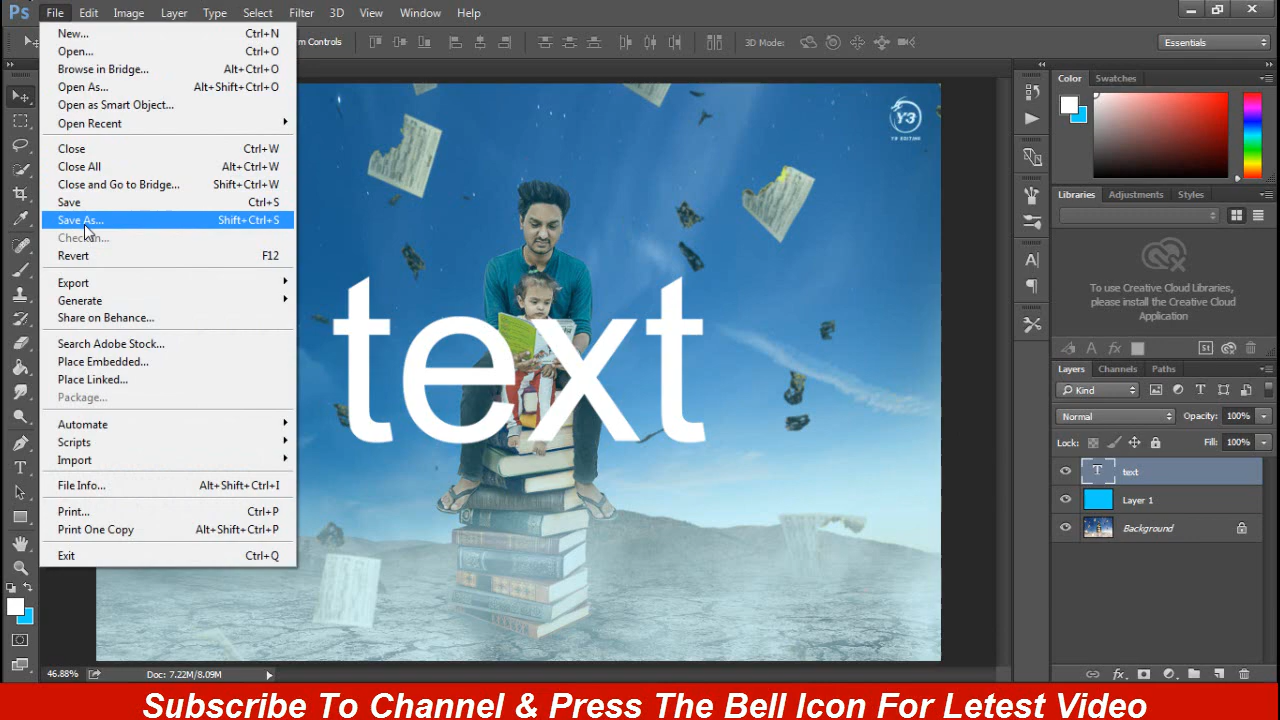 Ps File Edit Image Layer Type Select Filter 3D View Window Help
m Controls 3D Mode: Essentials
New... Ctrl+N
Open... Ctrl+O
Browse in Bridge... Alt+Ctrl+O
Open As... Alt+Shift+Ctrl+O
Open as Smart Object...
Open Recent
Close Ctrl+W
Close All Alt+Ctrl+W
Close and Go to Bridge... Shift+Ctrl+W
Save Ctrl+S
Save As... Shift+Ctrl+S
Revert F12
Export
Generate
Share on Behance...
Search Adobe Stock...
Place Embedded...
Place Linked...
Package...
Automate
Scripts
Import
File Info... Alt+Shift+Ctrl+I
Print... Ctrl+P
Print One Copy Alt+Shift+Ctrl+P
Exit Ctrl+Q
Y3
Y3 EDITING
text
Color Swatches
Libraries Adjustments Styles
To use Creative Cloud Libraries,
please install the Creative Cloud
Application
St
Layers Channels Paths
Kind
Normal Opacity: 100%
Lock: Fill: 100%
T text
Layer 1
Background
fx
46.88% Doc: 7.22M/8.09M
Subscribe To Channel & Press The Bell Icon For Letest Video